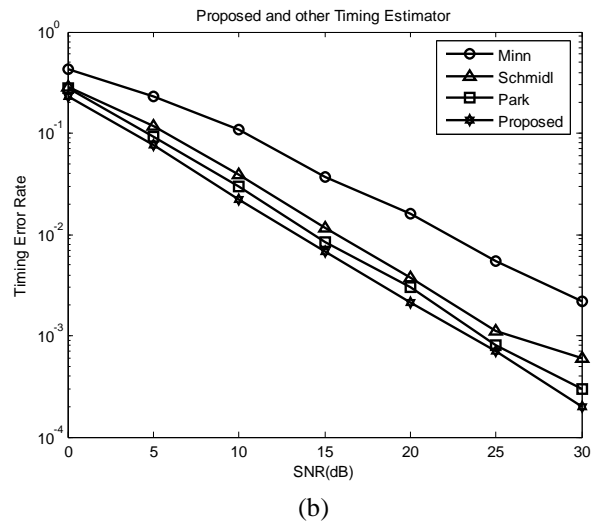 Proposed and other Timing Estimator
10^0
10^-1
10^-2
10^-3
10^-4
Timing Error Rate
Minn
Schmidl
Park
Proposed
0 5 10 15 20 25 30
SNR(dB)
(b)